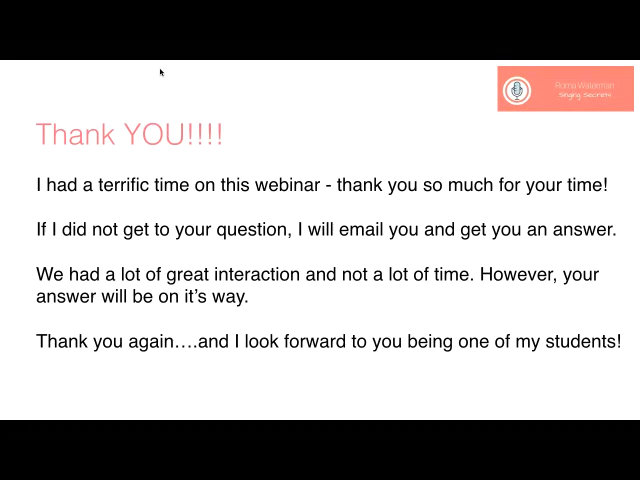 Roma Waterman
Singing Secrets
Thank YOU!!!!
I had a terrific time on this webinar - thank you so much for your time!
If I did not get to your question, I will email you and get you an answer.
We had a lot of great interaction and not a lot of time. However, your
answer will be on it’s way.
Thank you again….and I look forward to you being one of my students!